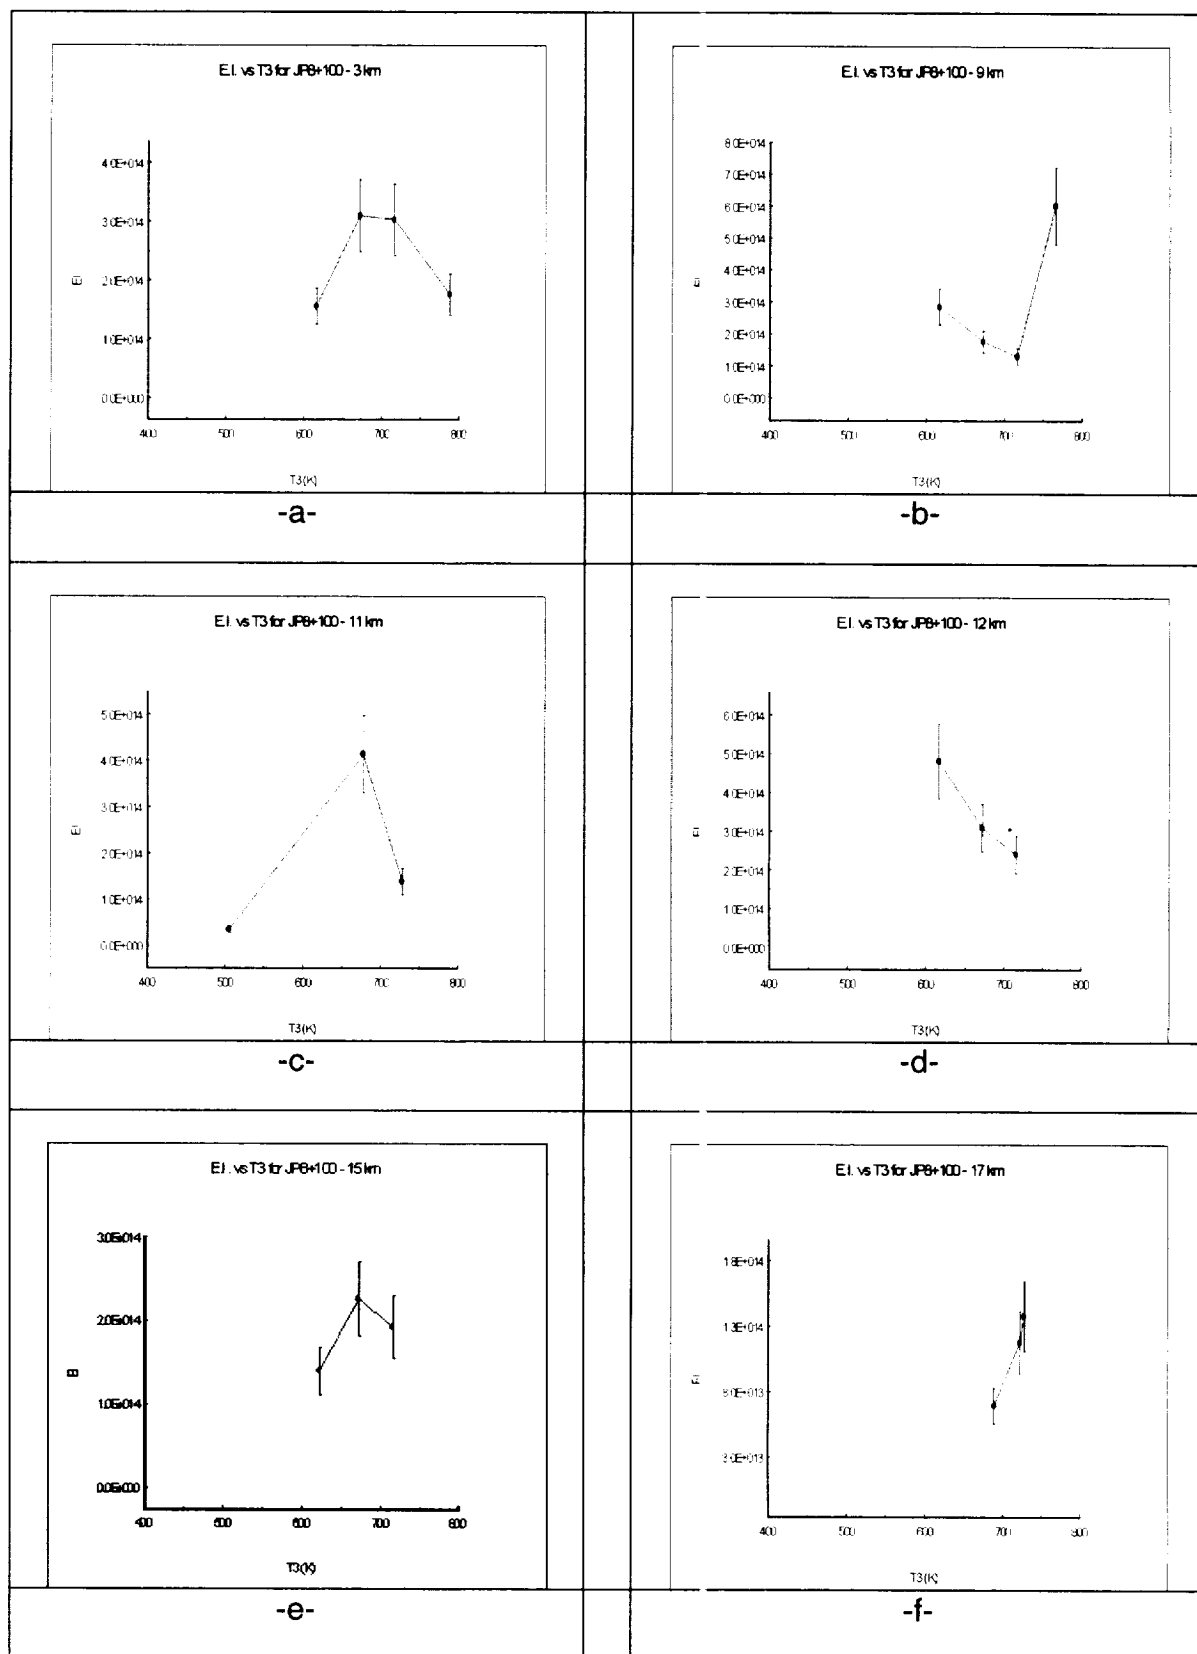 E.I. vs T3 for JP8+100 - 3 km
4.0E+014
3.0E+014
2.0E+014
1.0E+014
0.0E+000
EI
400 500 600 700 800
T3(K)
-a-
E.I. vs T3 for JP8+100 - 9 km
8.0E+014
7.0E+014
6.0E+014
5.0E+014
4.0E+014
3.0E+014
2.0E+014
1.0E+014
0.0E+000
EI
400 500 600 700 800
T3(K)
-b-
E.I. vs T3 for JP8+100 - 11 km
5.0E+014
4.0E+014
3.0E+014
2.0E+014
1.0E+014
0.0E+000
EI
400 500 600 700 800
T3(K)
-c-
E.I. vs T3 for JP8+100 - 12 km
6.0E+014
5.0E+014
4.0E+014
3.0E+014
2.0E+014
1.0E+014
0.0E+000
EI
400 500 600 700 800
T3(K)
-d-
E.I. vs T3 for JP8+100 - 15 km
3.0E+014
2.0E+014
1.0E+014
0.0E+000
EI
400 500 600 700 800
T3(K)
-e-
E.I. vs T3 for JP8+100 - 17 km
1.8E+014
1.3E+014
8.0E+013
3.0E+013
EI
400 500 600 700 800
T3(K)
-f-